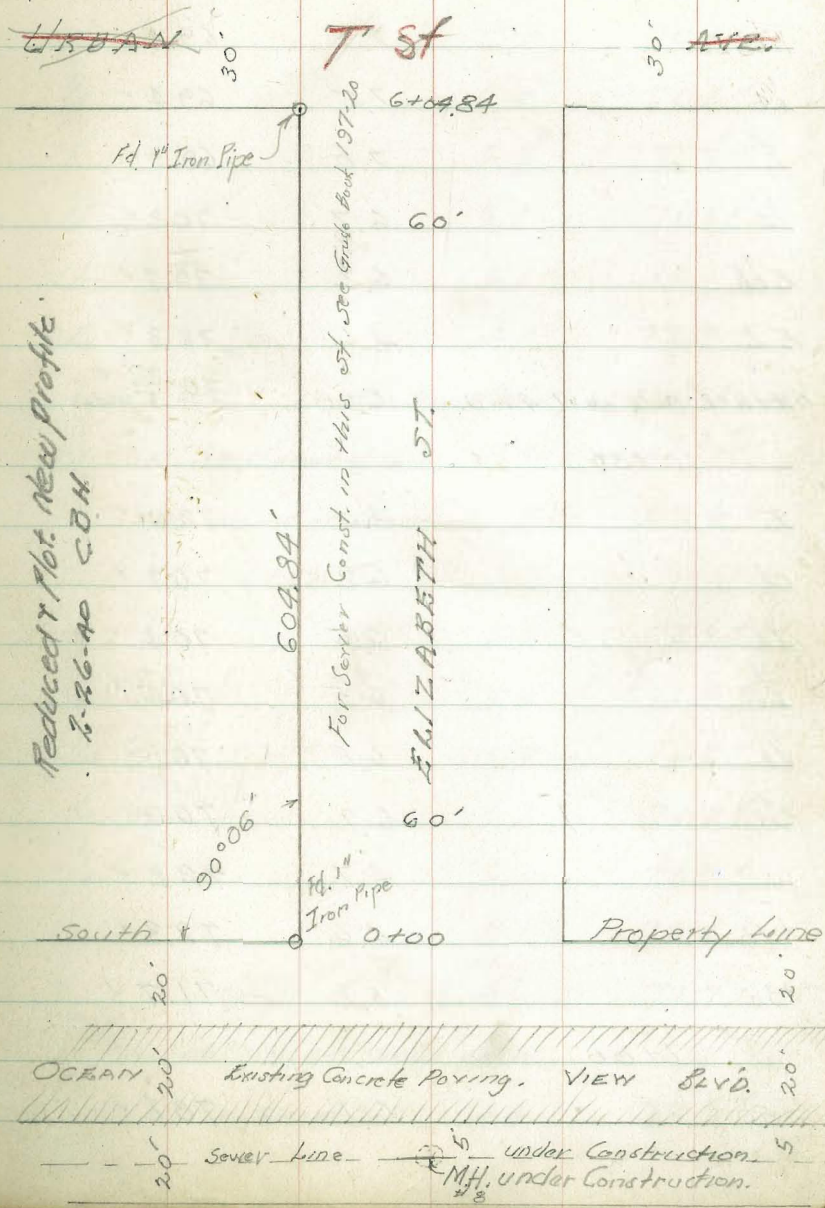 URBAN
30'
T St
30'
AVE.
6+04.84
Fd. 1" Iron Pipe
60'
For Sewer Const. in this St. See Grade Book 197-20
Reduced & Plot. New Profile
2-26-40 C.B.H.
604.84'
ELIZABETH ST.
90°06'
60'
Fd. 1"
Iron Pipe
South
0+00
Property Line
20'
20'
OCEAN
20'
Existing Concrete Paving.
VIEW BLVD.
20'
20'
Sewer Line
5'
under Construction.
5
M.H. under Construction.
#8